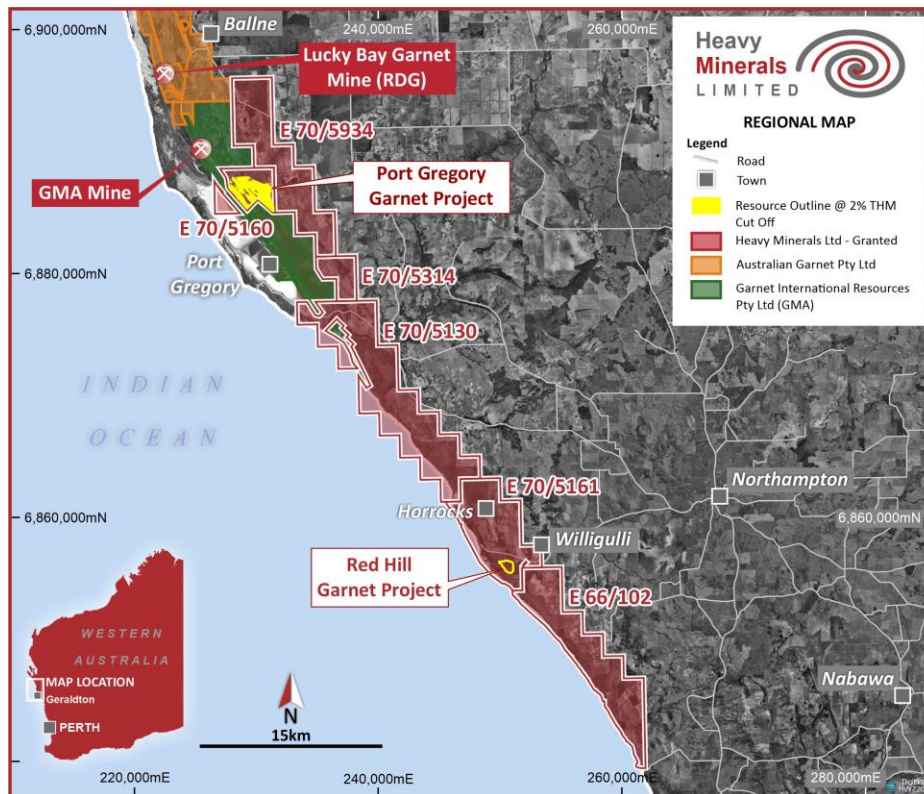 6,900,000mN
Ballne
240,000mE
260,000mE
Lucky Bay Garnet
Mine (RDG)
E 70/5934
GMA Mine
Port Gregory
Garnet Project
E 70/5160
Port
Gregory
6,880,000mN
E 70/5314
E 70/5130
INDIAN
OCEAN
E 70/5161
Horrocks
Northampton
6,860,000mN
6,860,000mN
Willigulli
Red Hill
Garnet Project
E 66/102
Nabawa
Heavy
Minerals
LIMITED
REGIONAL MAP
Legend
Road
Town
Resource Outline @ 2% THM
Cut Off
Heavy Minerals Ltd - Granted
Australian Garnet Pty Ltd
Garnet International Resources
Pty Ltd (GMA)
WESTERN
AUSTRALIA
MAP LOCATION
Geraldton
PERTH
N
15km
220,000mE
240,000mE
260,000mE
280,000mE